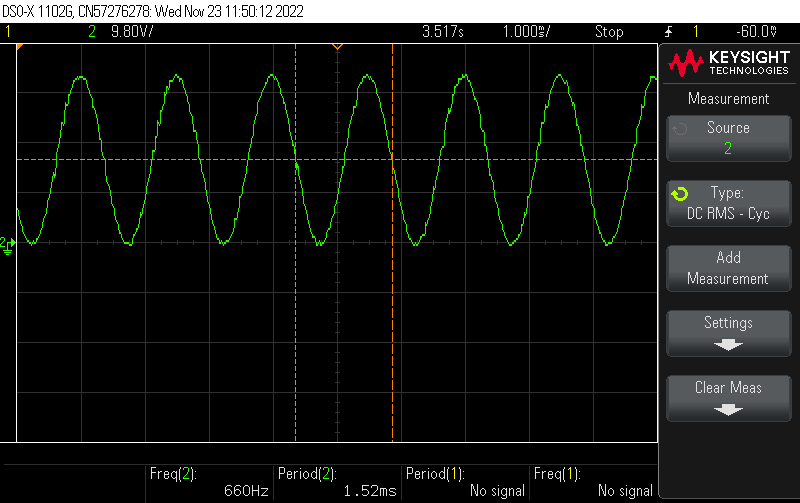 DSO-X 1102G, CN57276278: Wed Nov 23 11:50:12 2022
1 2 9.80V/ 3.517s 1.000ms/ Stop 1 -60.0V
KEYSIGHT
TECHNOLOGIES
Measurement
Source
2
Type:
DC RMS - Cyc
Add
Measurement
Settings
Clear Meas
2
Freq(2): Period(2): Period(1): Freq(1):
660Hz 1.52ms No signal No signal